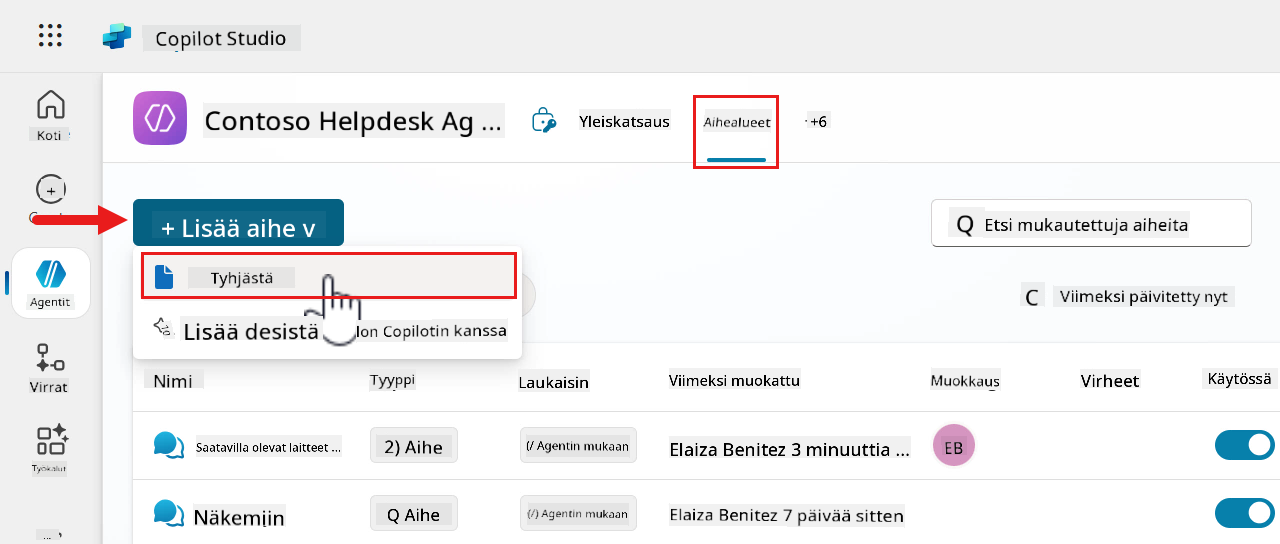 Copilot Studio
Koti
Contoso Helpdesk Ag ...
Yleiskatsaus
Aihealueet
+6
+ Lisää aihe v
Q Etsi mukautettuja aiheita
Agentit
Tyhjästä
C Viimeksi päivitetty nyt
Lisää desistä lon Copilotin kanssa
Virrat
Nimi
Tyyppi
Laukaisin
Viimeksi muokattu
Muokkaus
Virheet
Käytössä
Työkalut
Saatavilla olevat laitteet ...
2) Aihe
(/ Agentin mukaan
Elaiza Benitez 3 minuuttia ...
EB
Näkemiin
Q Aihe
(/) Agentin mukaan
Elaiza Benitez 7 päivää sitten
...